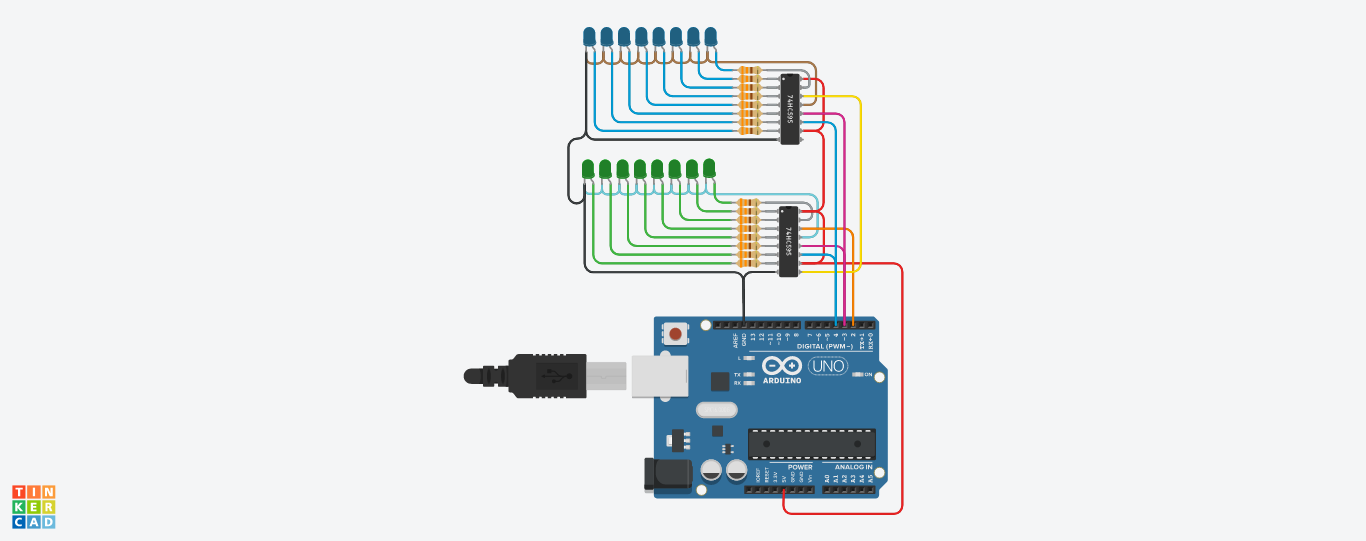 74HC595
74HC595
AREF
GND
13
12
~11
~10
~9
8
7
~6
~5
4
~3
2
TX→1
RX←0
DIGITAL (PWM~)
L
TX
RX
ARDUINO
UNO
ON
POWER
ANALOG IN
IOREF
RESET
3.3V
5V
GND
GND
Vin
A0
A1
A2
A3
A4
A5
TIN
KER
CAD